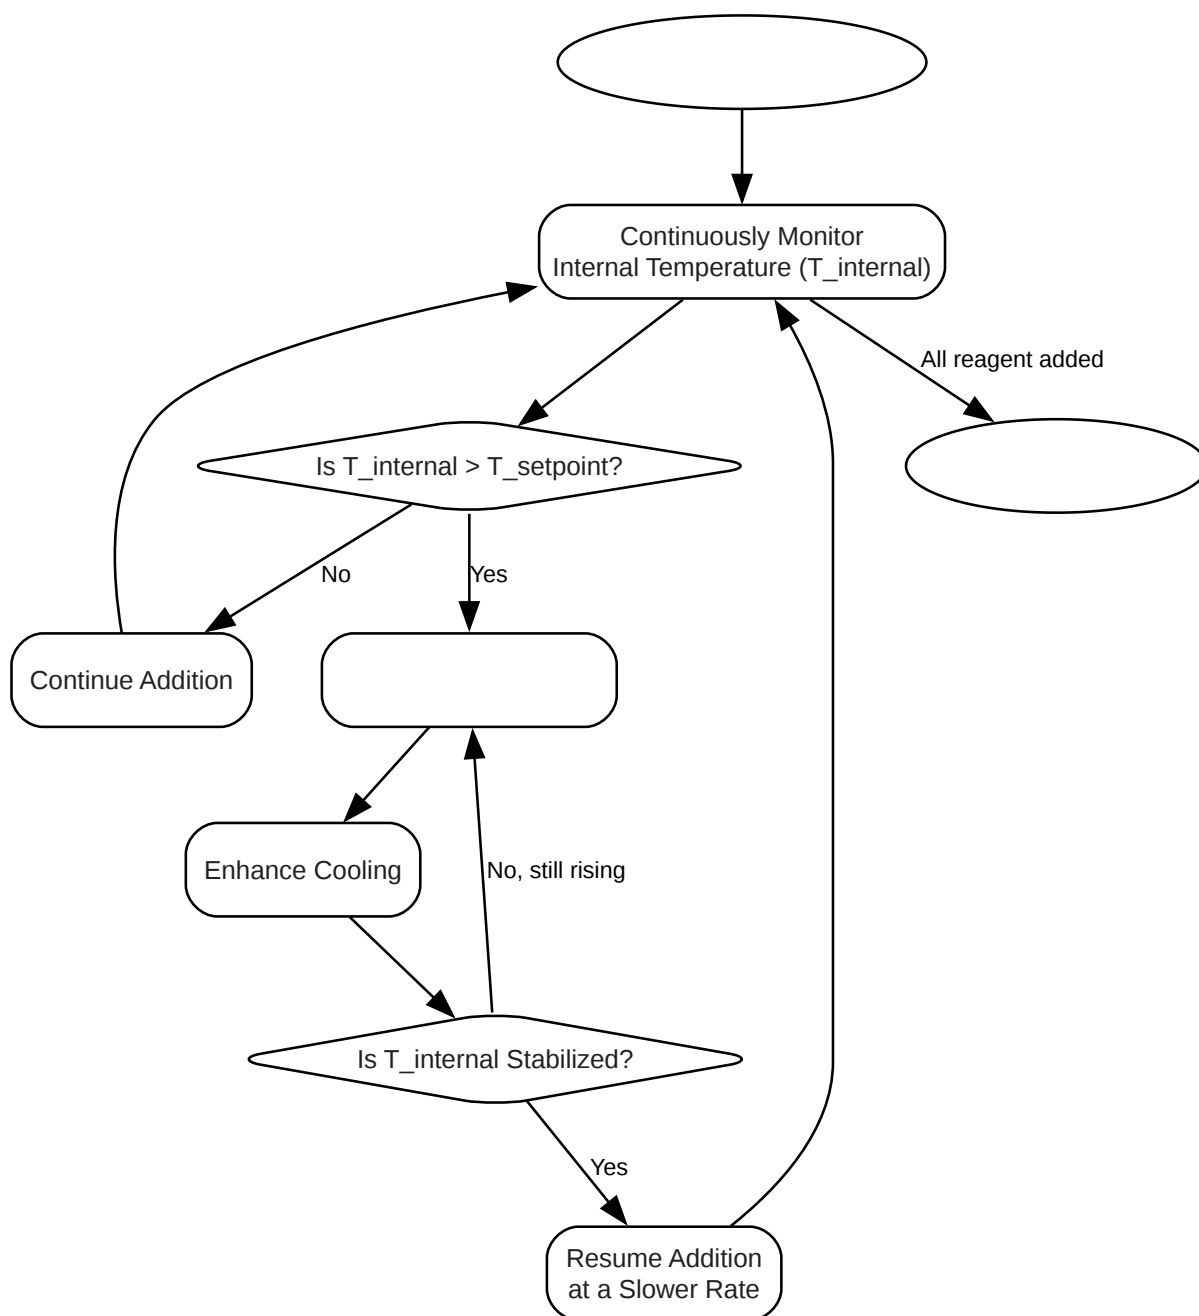 Continuously Monitor
Internal Temperature (T_internal)
All reagent added
Is T_internal > T_setpoint?
No
Yes
Continue Addition
Enhance Cooling
No, still rising
Is T_internal Stabilized?
Yes
Resume Addition
at a Slower Rate